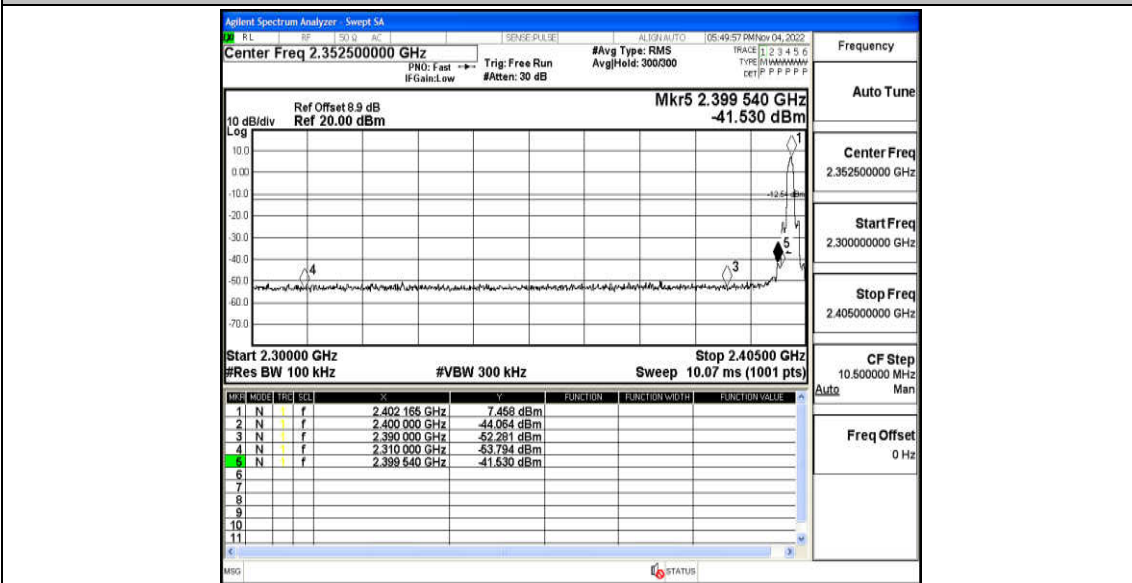 Agilent Spectrum Analyzer - Swept SA
RL RF 50 Ω AC SENSE:PULSE ALIGN AUTO 05:49:57 PM Nov 04, 2022
Center Freq 2.352500000 GHz
PNO: Fast
IFGain:Low
Trig: Free Run
#Atten: 30 dB
#Avg Type: RMS
Avg|Hold: 300/300
TRACE 1 2 3 4 5 6
TYPE M WWWWW
DET P P P P P P
Frequency
Auto Tune
Center Freq
2.352500000 GHz
Start Freq
2.300000000 GHz
Stop Freq
2.405000000 GHz
CF Step
10.500000 MHz
Auto Man
Freq Offset
0 Hz
Mkr5 2.399 540 GHz
-41.530 dBm
Ref Offset 8.9 dB
10 dB/div Ref 20.00 dBm
Log
10.0
0.00
-10.0
-20.0
-30.0
-40.0
-50.0
-60.0
-70.0
1
5
3
4
Start 2.30000 GHz Stop 2.40500 GHz
#Res BW 100 kHz #VBW 300 kHz Sweep 10.07 ms (1001 pts)
MKR MODE TRC SCL X Y FUNCTION FUNCTION WIDTH FUNCTION VALUE
1 N 1 f 2.402 165 GHz 7.458 dBm
2 N 1 f 2.400 000 GHz -44.064 dBm
3 N 1 f 2.390 000 GHz -52.281 dBm
4 N 1 f 2.310 000 GHz -53.794 dBm
5 N 1 f 2.399 540 GHz -41.530 dBm
6
7
8
9
10
11
MSG STATUS